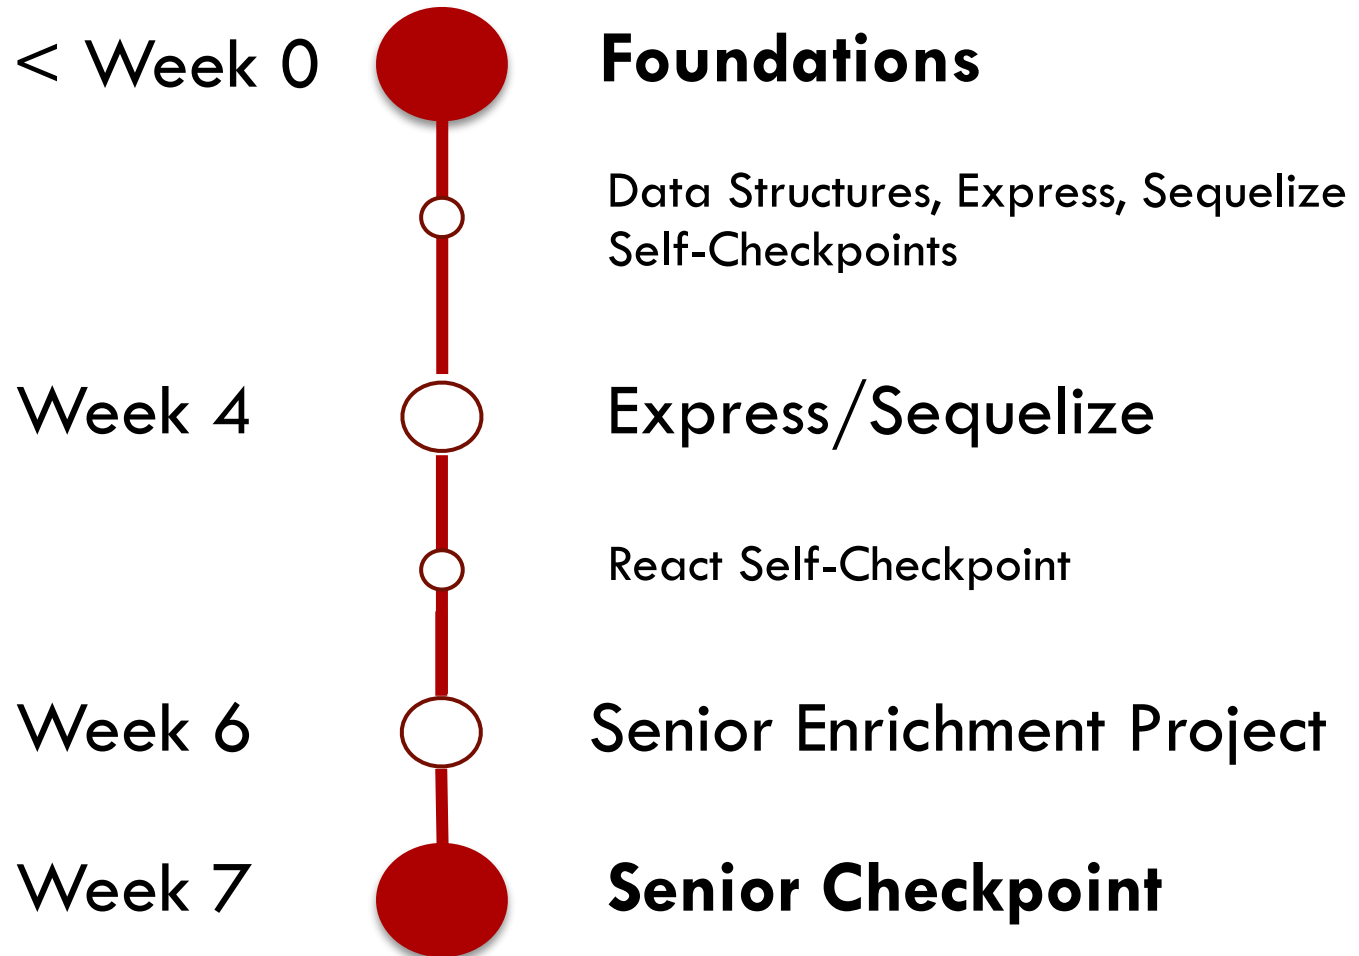 < Week 0
Foundations
Data Structures, Express, Sequelize
Self-Checkpoints
Week 4
Express/Sequelize
React Self-Checkpoint
Week 6
Senior Enrichment Project
Week 7
Senior Checkpoint